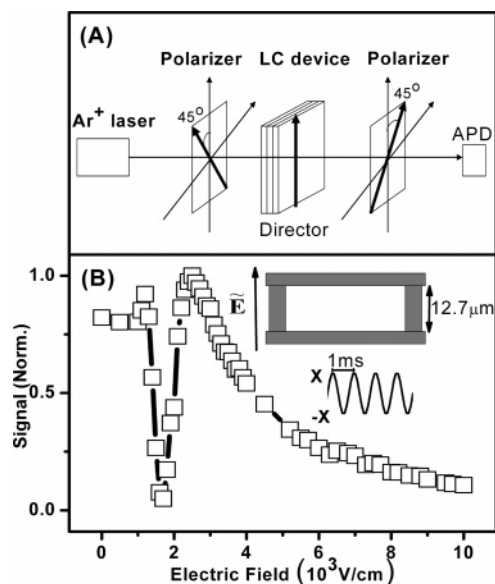 (A)
Polarizer LC device Polarizer
45° 45°
Ar+ laser
APD
Director
(B)
1.0
0.5
0.0
Signal (Norm.)
Ẽ
12.7μm
1ms
X
-X
0 2 4 6 8 10
Electric Field (10³V/cm)